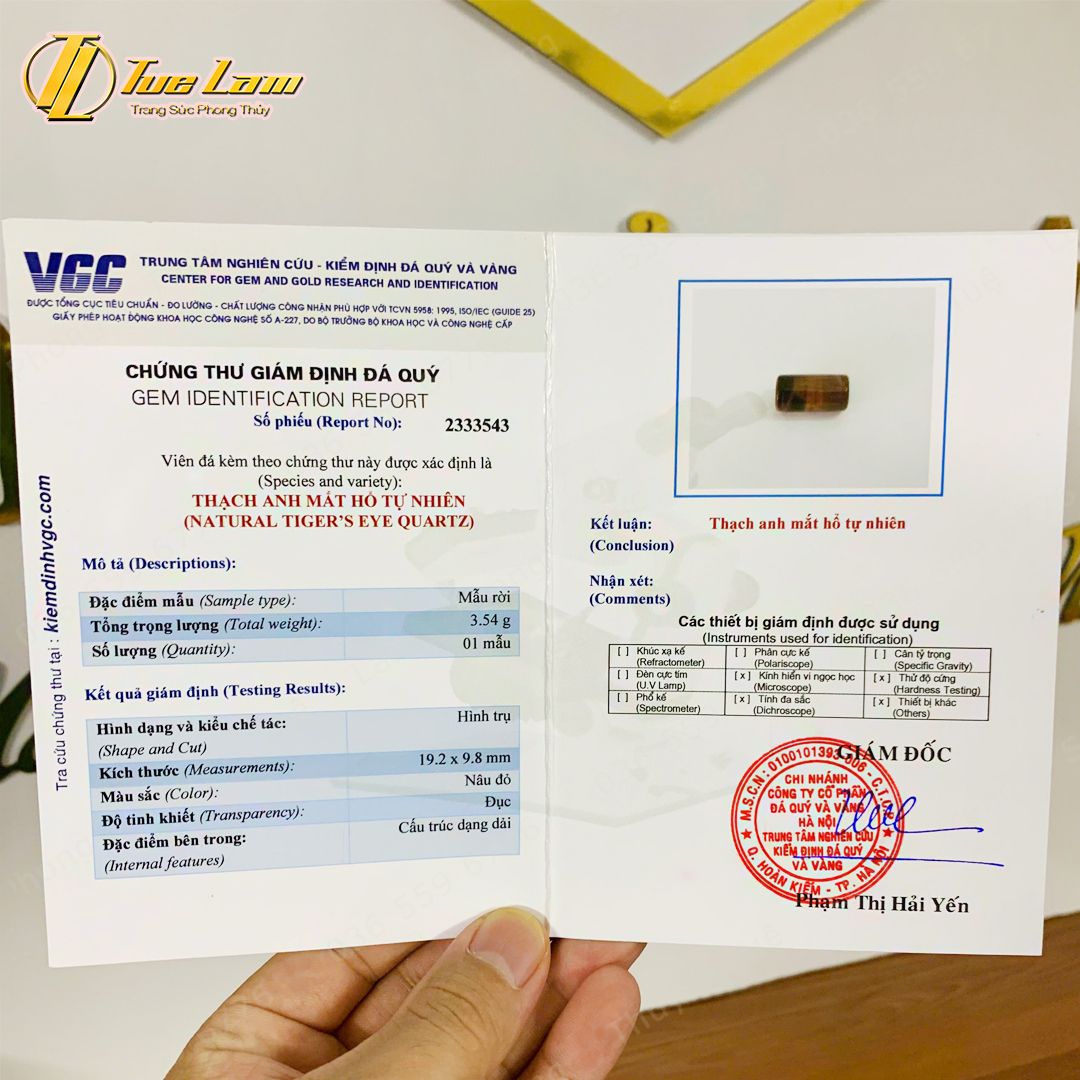 Tue Lam
Trang Sức Phong Thủy
VGC
TRUNG TÂM NGHIÊN CỨU - KIỂM ĐỊNH ĐÁ QUÝ VÀ VÀNG
CENTER FOR GEM AND GOLD RESEARCH AND IDENTIFICATION
ĐƯỢC TỔNG CỤC TIÊU CHUẨN - ĐO LƯỜNG - CHẤT LƯỢNG CÔNG NHẬN PHÙ HỢP VỚI TCVN 5958: 1995, ISO/IEC (GUIDE 25)
GIẤY PHÉP HOẠT ĐỘNG KHOA HỌC CÔNG NGHỆ SỐ A-227, DO BỘ TRƯỞNG BỘ KHOA HỌC VÀ CÔNG NGHỆ CẤP
CHỨNG THƯ GIÁM ĐỊNH ĐÁ QUÝ
GEM IDENTIFICATION REPORT
Số phiếu (Report No): 2333543
Viên đá kèm theo chứng thư này được xác định là
(Species and variety):
THẠCH ANH MẮT HỔ TỰ NHIÊN
(NATURAL TIGER'S EYE QUARTZ)
Mô tả (Descriptions):
Đặc điểm mẫu (Sample type): Mẫu rời
Tổng trọng lượng (Total weight): 3.54 g
Số lượng (Quantity): 01 mẫu
Kết quả giám định (Testing Results):
Hình dạng và kiểu chế tác: Hình trụ
(Shape and Cut)
Kích thước (Measurements): 19.2 x 9.8 mm
Màu sắc (Color): Nâu đỏ
Độ tinh khiết (Transparency): Đục
Đặc điểm bên trong: Cấu trúc dạng dải
(Internal features)
Tra cứu chứng thư tại : kiemdinhvgc.com
Kết luận: Thạch anh mắt hổ tự nhiên
(Conclusion)
Nhận xét:
(Comments)
Các thiết bị giám định được sử dụng
(Instruments used for identification)
[ ] Khúc xạ kế [ ] Phân cực kế [ ] Cân tỷ trọng
(Refractometer) (Polariscope) (Specific Gravity)
[ ] Đèn cực tím [x] Kính hiển vi ngọc học [x] Thử độ cứng
(U.V Lamp) (Microscope) (Hardness Testing)
[ ] Phổ kế [x] Tính đa sắc [x] Thiết bị khác
(Spectrometer) (Dichroscope) (Others)
GIÁM ĐỐC
M.S.C.N: 0100101393-006 - C.T.C.P
CHI NHÁNH
CÔNG TY CỔ PHẦN
ĐÁ QUÝ VÀ VÀNG
HÀ NỘI
TRUNG TÂM NGHIÊN CỨU
KIỂM ĐỊNH ĐÁ QUÝ
VÀ VÀNG
Q. HOÀN KIẾM - TP. HÀ NỘI
Phạm Thị Hải Yến